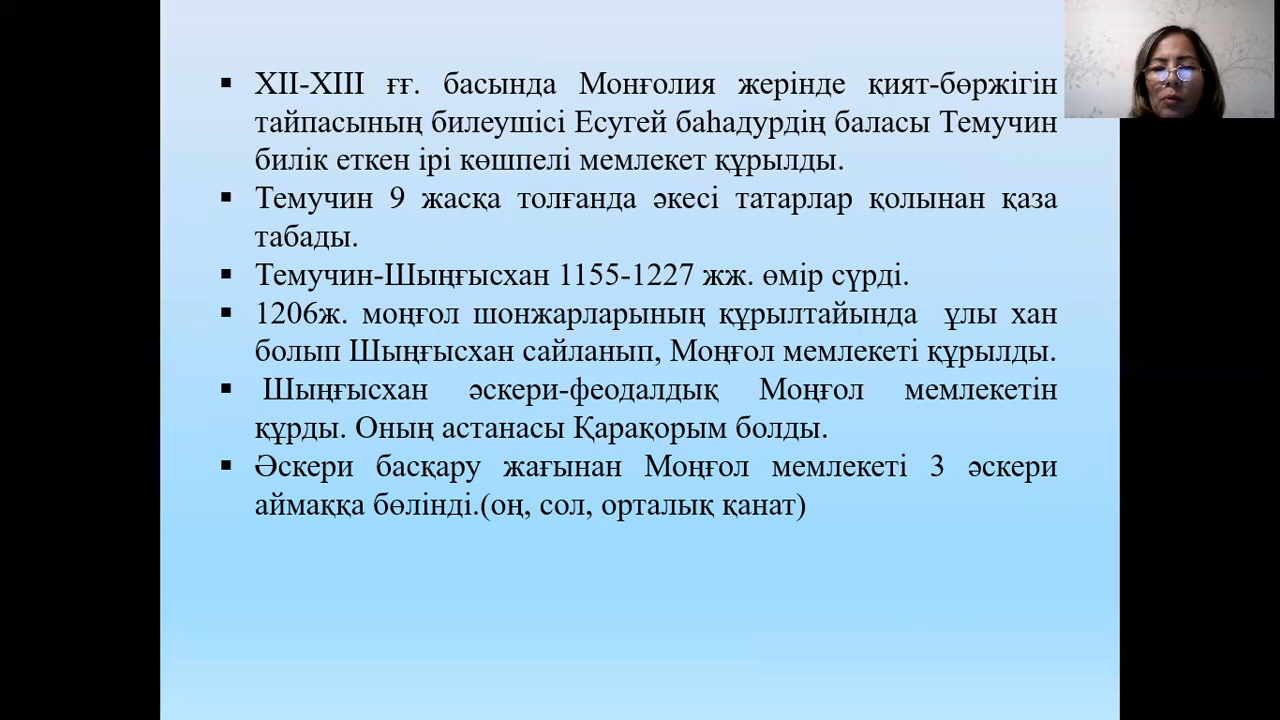 ▪ XII-XIII ғғ. басында Монғолия жерінде қият-бөржігін
тайпасының билеушісі Есугей баһадурдің баласы Темучин
билік еткен ірі көшпелі мемлекет құрылды.
▪ Темучин 9 жасқа толғанда әкесі татарлар қолынан қаза
табады.
▪ Темучин-Шыңғысхан 1155-1227 жж. өмір сүрді.
▪ 1206ж. моңғол шонжарларының құрылтайында ұлы хан
болып Шыңғысхан сайланып, Моңғол мемлекеті құрылды.
▪ Шыңғысхан әскери-феодалдық Моңғол мемлекетін
құрды. Оның астанасы Қарақорым болды.
▪ Әскери басқару жағынан Моңғол мемлекеті 3 әскери
аймаққа бөлінді.(оң, сол, орталық қанат)